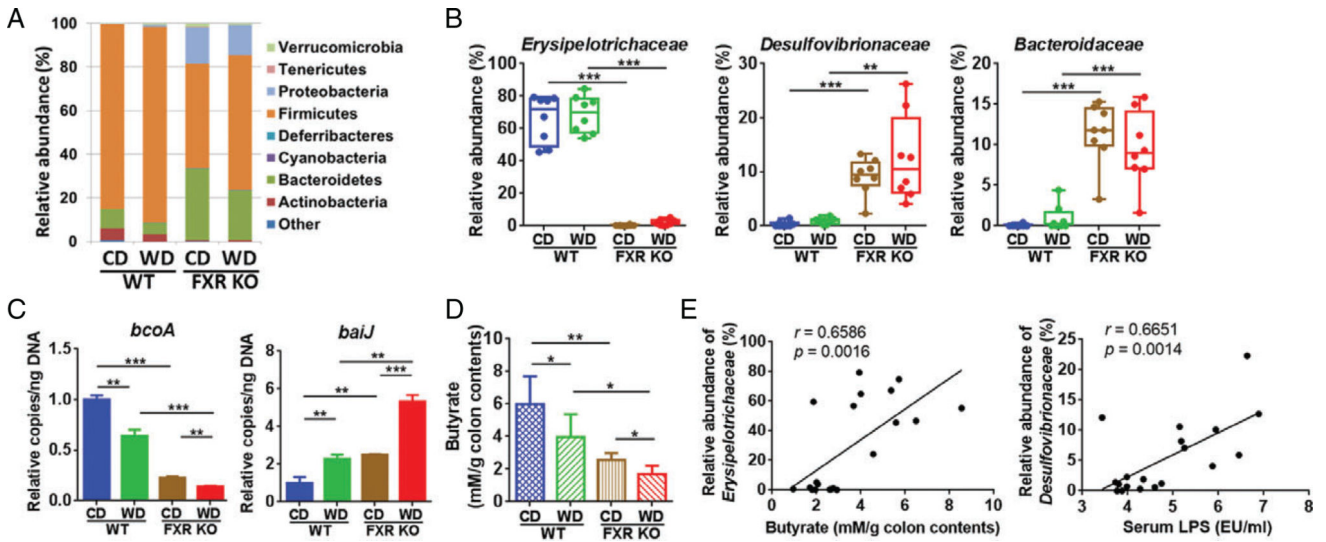 A
Relative abundance (%)
100
80
60
40
20
0
CD WD CD WD
WT FXR KO
Verrucomicrobia
Tenericutes
Proteobacteria
Firmicutes
Deferribacteres
Cyanobacteria
Bacteroidetes
Actinobacteria
Other
B
Erysipelotrichaceae
Relative abundance (%)
100
80
60
40
20
0
***
***
CD WD CD WD
WT FXR KO
Desulfovibrionaceae
Relative abundance (%)
30
20
10
0
**
***
CD WD CD WD
WT FXR KO
Bacteroidaceae
Relative abundance (%)
20
15
10
5
0
***
***
CD WD CD WD
WT FXR KO
C
bcoA
Relative copies/ng DNA
1.5
1.0
0.5
0.0
***
**
***
**
CD WD CD WD
WT FXR KO
baiJ
Relative copies/ng DNA
8
6
4
2
0
**
***
**
**
CD WD CD WD
WT FXR KO
D
Butyrate
(mM/g colon contents)
10
8
6
4
2
0
**
*
*
*
CD WD CD WD
WT FXR KO
E
Relative abundance of
Erysipelotrichaceae (%)
100
80
60
40
20
0
r = 0.6586
p = 0.0016
0 2 4 6 8 10
Butyrate (mM/g colon contents)
Relative abundance of
Desulfovibrionaceae (%)
25
20
15
10
5
0
r = 0.6651
p = 0.0014
3 4 5 6 7 8
Serum LPS (EU/ml)